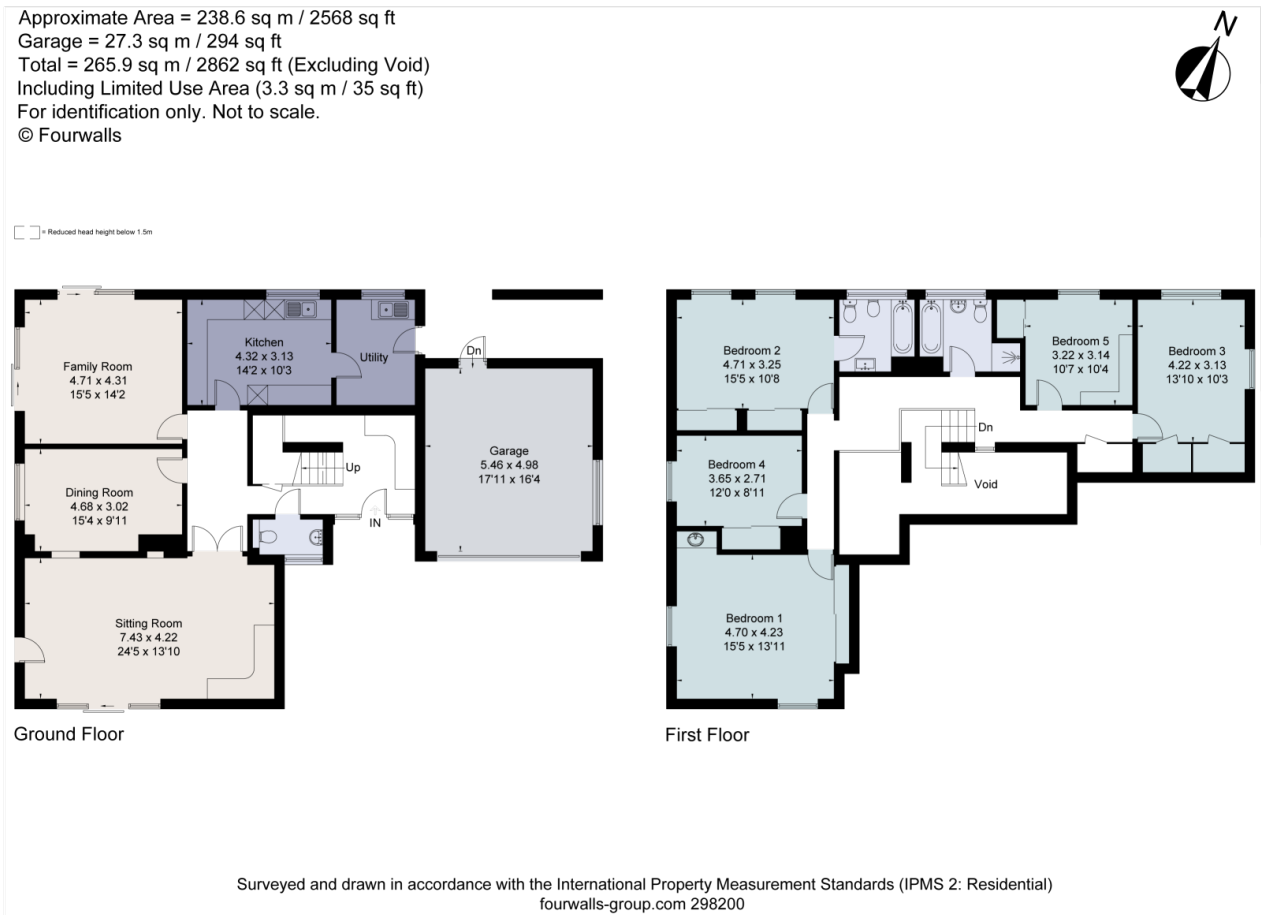 Approximate Area = 238.6 sq m / 2568 sq ft
Garage = 27.3 sq m / 294 sq ft
Total = 265.9 sq m / 2862 sq ft (Excluding Void)
Including Limited Use Area (3.3 sq m / 35 sq ft)
For identification only. Not to scale.
© Fourwalls
N
= Reduced head height below 1.5m
Family Room
4.71 x 4.31
15'5 x 14'2
Kitchen
4.32 x 3.13
14'2 x 10'3
Utility
Dn
Garage
5.46 x 4.98
17'11 x 16'4
Dining Room
4.68 x 3.02
15'4 x 9'11
Up
IN
Sitting Room
7.43 x 4.22
24'5 x 13'10
Ground Floor
Bedroom 2
4.71 x 3.25
15'5 x 10'8
Bedroom 5
3.22 x 3.14
10'7 x 10'4
Bedroom 3
4.22 x 3.13
13'10 x 10'3
Dn
Bedroom 4
3.65 x 2.71
12'0 x 8'11
Void
Bedroom 1
4.70 x 4.23
15'5 x 13'11
First Floor
Surveyed and drawn in accordance with the International Property Measurement Standards (IPMS 2: Residential)
fourwalls-group.com 298200